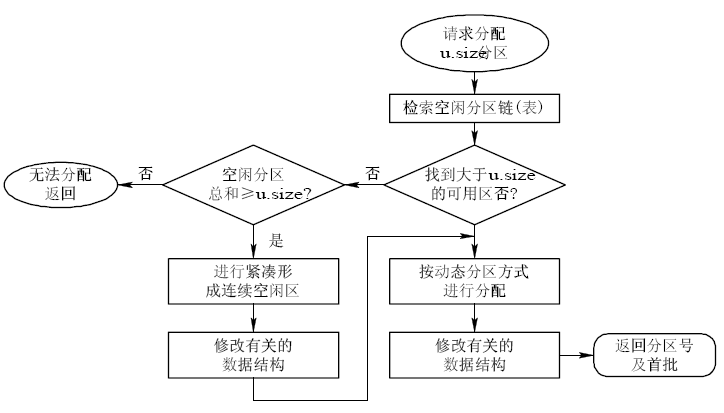 请求分配
u.size分区
检索空闲分区链(表)
找到大于u.size
的可用区否?
否
空闲分区
总和≥u.size?
否
无法分配
返回
是
进行紧凑形
成连续空闲区
修改有关的
数据结构
按动态分区方式
进行分配
修改有关的
数据结构
返回分区号
及首批